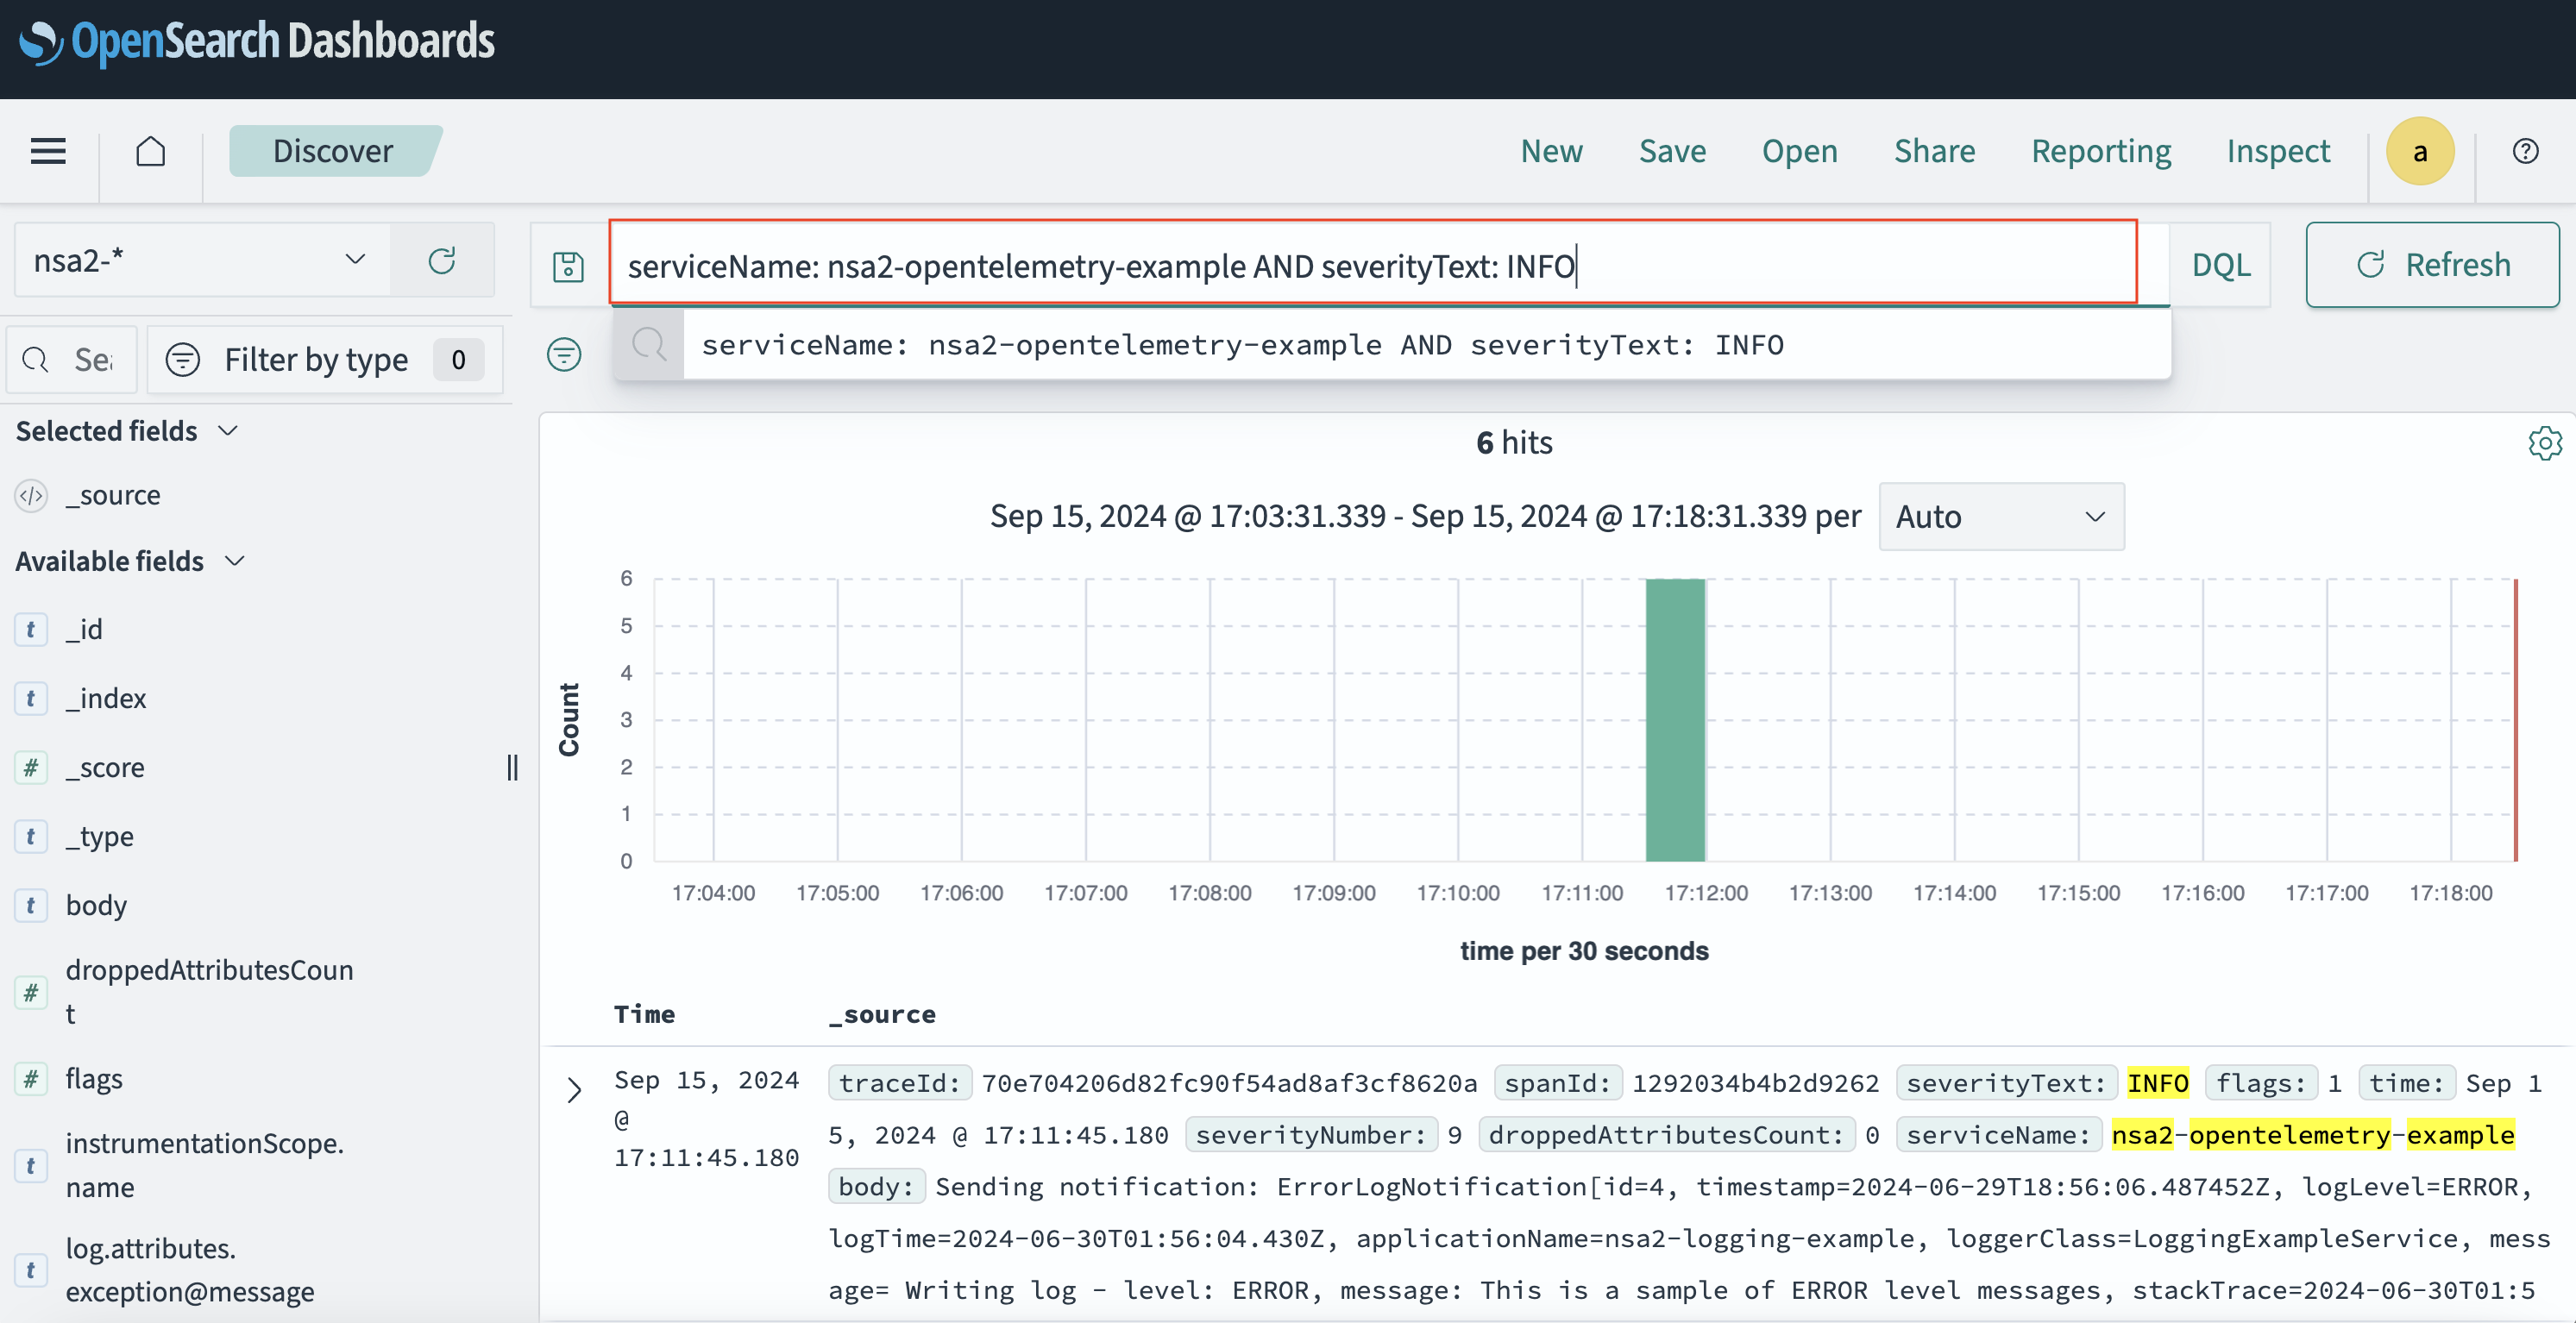 OpenSearch Dashboards
Discover
New Save Open Share Reporting Inspect a
nsa2-*
serviceName: nsa2-opentelemetry-example AND severityText: INFO
DQL
Refresh
Filter by type 0
serviceName: nsa2-opentelemetry-example AND severityText: INFO
Selected fields
_source
Available fields
t _id
t _index
# _score
t _type
t body
# droppedAttributesCoun
t
# flags
t instrumentationScope.
name
t log.attributes.
exception@message
6 hits
Sep 15, 2024 @ 17:03:31.339 - Sep 15, 2024 @ 17:18:31.339 per Auto
Count
6
5
4
3
2
1
0
17:04:00 17:05:00 17:06:00 17:07:00 17:08:00 17:09:00 17:10:00 17:11:00 17:12:00 17:13:00 17:14:00 17:15:00 17:16:00 17:17:00 17:18:00
time per 30 seconds
Time _source
Sep 15, 2024
@
17:11:45.180
traceId: 70e704206d82fc90f54ad8af3cf8620a spanId: 1292034b4b2d9262 severityText: INFO flags: 1 time: Sep 1
5, 2024 @ 17:11:45.180 severityNumber: 9 droppedAttributesCount: 0 serviceName: nsa2-opentelemetry-example
body: Sending notification: ErrorLogNotification[id=4, timestamp=2024-06-29T18:56:06.487452Z, logLevel=ERROR,
logTime=2024-06-30T01:56:04.430Z, applicationName=nsa2-logging-example, loggerClass=LoggingExampleService, mess
age= Writing log - level: ERROR, message: This is a sample of ERROR level messages, stackTrace=2024-06-30T01:5